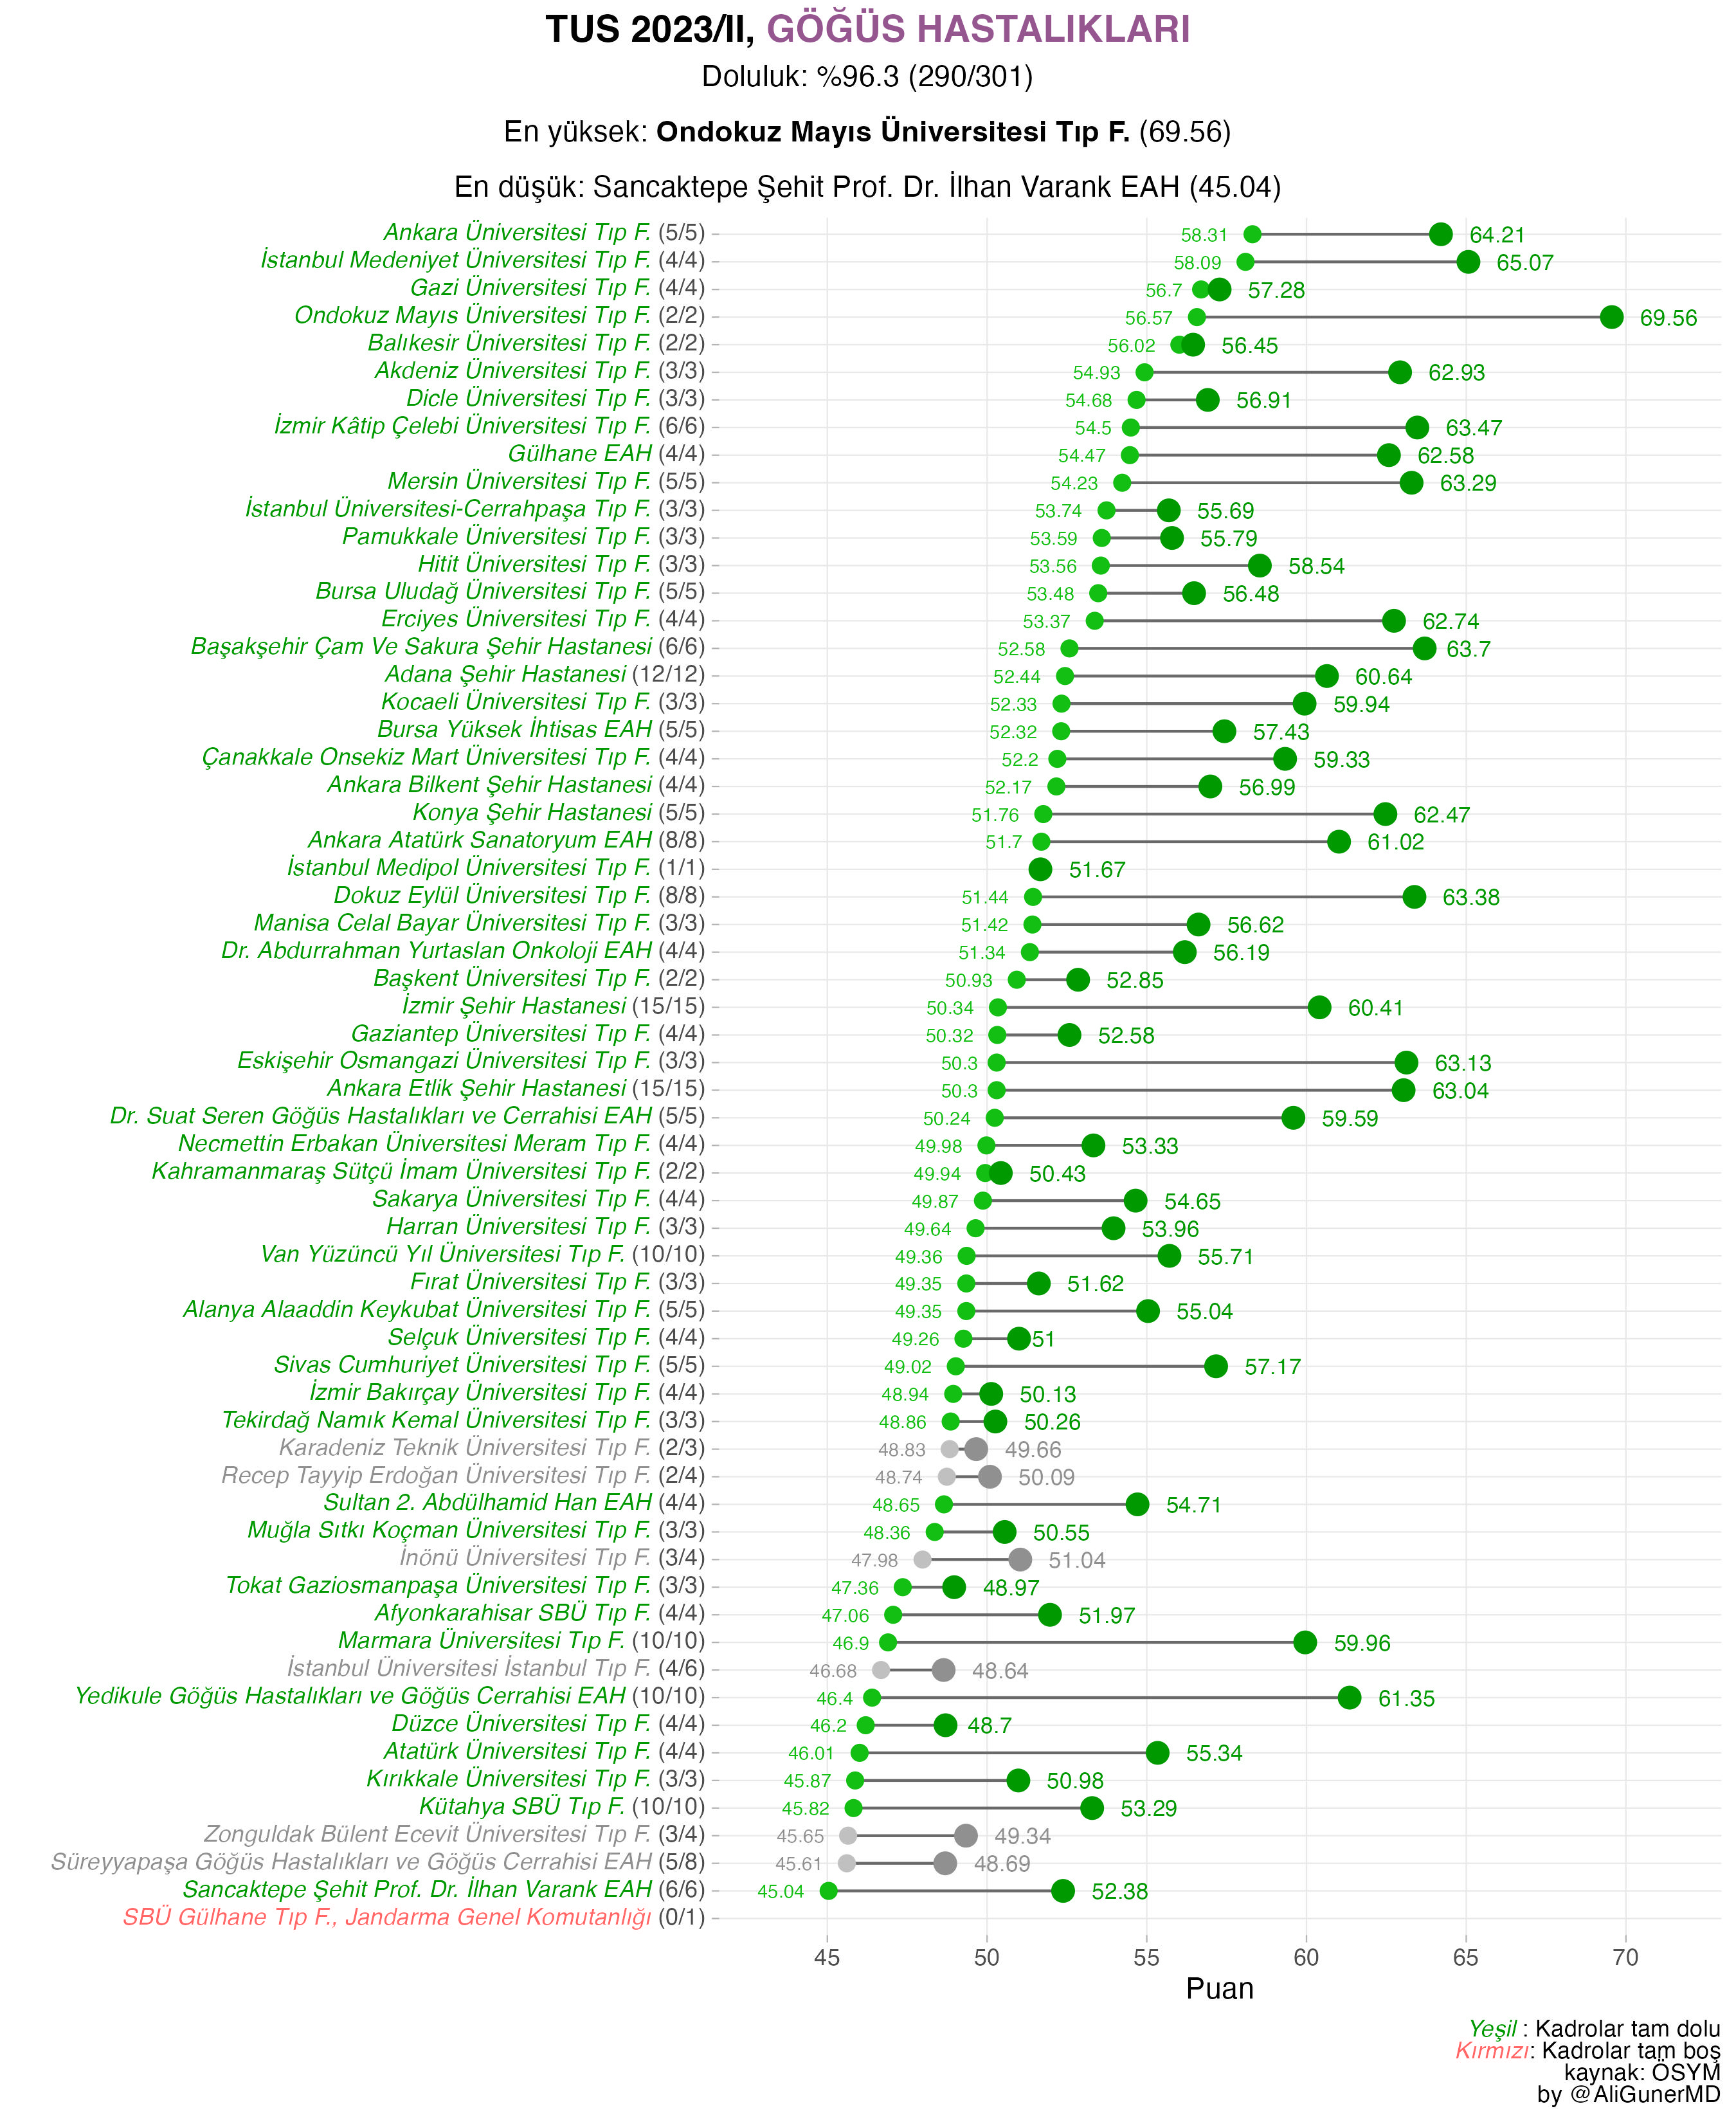 TUS 2023/II, GÖĞÜS HASTALIKLARI
Doluluk: %96.3 (290/301)
En yüksek: Ondokuz Mayıs Üniversitesi Tıp F. (69.56)
En düşük: Sancaktepe Şehit Prof. Dr. İlhan Varank EAH (45.04)
Ankara Üniversitesi Tıp F. (5/5) 58.31 64.21
İstanbul Medeniyet Üniversitesi Tıp F. (4/4) 58.09 65.07
Gazi Üniversitesi Tıp F. (4/4) 56.7 57.28
Ondokuz Mayıs Üniversitesi Tıp F. (2/2) 56.57 69.56
Balıkesir Üniversitesi Tıp F. (2/2) 56.02 56.45
Akdeniz Üniversitesi Tıp F. (3/3) 54.93 62.93
Dicle Üniversitesi Tıp F. (3/3) 54.68 56.91
İzmir Kâtip Çelebi Üniversitesi Tıp F. (6/6) 54.5 63.47
Gülhane EAH (4/4) 54.47 62.58
Mersin Üniversitesi Tıp F. (5/5) 54.23 63.29
İstanbul Üniversitesi-Cerrahpaşa Tıp F. (3/3) 53.74 55.69
Pamukkale Üniversitesi Tıp F. (3/3) 53.59 55.79
Hitit Üniversitesi Tıp F. (3/3) 53.56 58.54
Bursa Uludağ Üniversitesi Tıp F. (5/5) 53.48 56.48
Erciyes Üniversitesi Tıp F. (4/4) 53.37 62.74
Başakşehir Çam Ve Sakura Şehir Hastanesi (6/6) 52.58 63.7
Adana Şehir Hastanesi (12/12) 52.44 60.64
Kocaeli Üniversitesi Tıp F. (3/3) 52.33 59.94
Bursa Yüksek İhtisas EAH (5/5) 52.32 57.43
Çanakkale Onsekiz Mart Üniversitesi Tıp F. (4/4) 52.2 59.33
Ankara Bilkent Şehir Hastanesi (4/4) 52.17 56.99
Konya Şehir Hastanesi (5/5) 51.76 62.47
Ankara Atatürk Sanatoryum EAH (8/8) 51.7 61.02
İstanbul Medipol Üniversitesi Tıp F. (1/1) 51.67
Dokuz Eylül Üniversitesi Tıp F. (8/8) 51.44 63.38
Manisa Celal Bayar Üniversitesi Tıp F. (3/3) 51.42 56.62
Dr. Abdurrahman Yurtaslan Onkoloji EAH (4/4) 51.34 56.19
Başkent Üniversitesi Tıp F. (2/2) 50.93 52.85
İzmir Şehir Hastanesi (15/15) 50.34 60.41
Gaziantep Üniversitesi Tıp F. (4/4) 50.32 52.58
Eskişehir Osmangazi Üniversitesi Tıp F. (3/3) 50.3 63.13
Ankara Etlik Şehir Hastanesi (15/15) 50.3 63.04
Dr. Suat Seren Göğüs Hastalıkları ve Cerrahisi EAH (5/5) 50.24 59.59
Necmettin Erbakan Üniversitesi Meram Tıp F. (4/4) 49.98 53.33
Kahramanmaraş Sütçü İmam Üniversitesi Tıp F. (2/2) 49.94 50.43
Sakarya Üniversitesi Tıp F. (4/4) 49.87 54.65
Harran Üniversitesi Tıp F. (3/3) 49.64 53.96
Van Yüzüncü Yıl Üniversitesi Tıp F. (10/10) 49.36 55.71
Fırat Üniversitesi Tıp F. (3/3) 49.35 51.62
Alanya Alaaddin Keykubat Üniversitesi Tıp F. (5/5) 49.35 55.04
Selçuk Üniversitesi Tıp F. (4/4) 49.26 51
Sivas Cumhuriyet Üniversitesi Tıp F. (5/5) 49.02 57.17
İzmir Bakırçay Üniversitesi Tıp F. (4/4) 48.94 50.13
Tekirdağ Namık Kemal Üniversitesi Tıp F. (3/3) 48.86 50.26
Karadeniz Teknik Üniversitesi Tıp F. (2/3) 48.83 49.66
Recep Tayyip Erdoğan Üniversitesi Tıp F. (2/4) 48.74 50.09
Sultan 2. Abdülhamid Han EAH (4/4) 48.65 54.71
Muğla Sıtkı Koçman Üniversitesi Tıp F. (3/3) 48.36 50.55
İnönü Üniversitesi Tıp F. (3/4) 47.98 51.04
Tokat Gaziosmanpaşa Üniversitesi Tıp F. (3/3) 47.36 48.97
Afyonkarahisar SBÜ Tıp F. (4/4) 47.06 51.97
Marmara Üniversitesi Tıp F. (10/10) 46.9 59.96
İstanbul Üniversitesi İstanbul Tıp F. (4/6) 46.68 48.64
Yedikule Göğüs Hastalıkları ve Göğüs Cerrahisi EAH (10/10) 46.4 61.35
Düzce Üniversitesi Tıp F. (4/4) 46.2 48.7
Atatürk Üniversitesi Tıp F. (4/4) 46.01 55.34
Kırıkkale Üniversitesi Tıp F. (3/3) 45.87 50.98
Kütahya SBÜ Tıp F. (10/10) 45.82 53.29
Zonguldak Bülent Ecevit Üniversitesi Tıp F. (3/4) 45.65 49.34
Süreyyapaşa Göğüs Hastalıkları ve Göğüs Cerrahisi EAH (5/8) 45.61 48.69
Sancaktepe Şehit Prof. Dr. İlhan Varank EAH (6/6) 45.04 52.38
SBÜ Gülhane Tıp F., Jandarma Genel Komutanlığı (0/1)
45 50 55 60 65 70
Puan
Yeşil : Kadrolar tam dolu
Kırmızı: Kadrolar tam boş
kaynak: ÖSYM
by @AliGunerMD